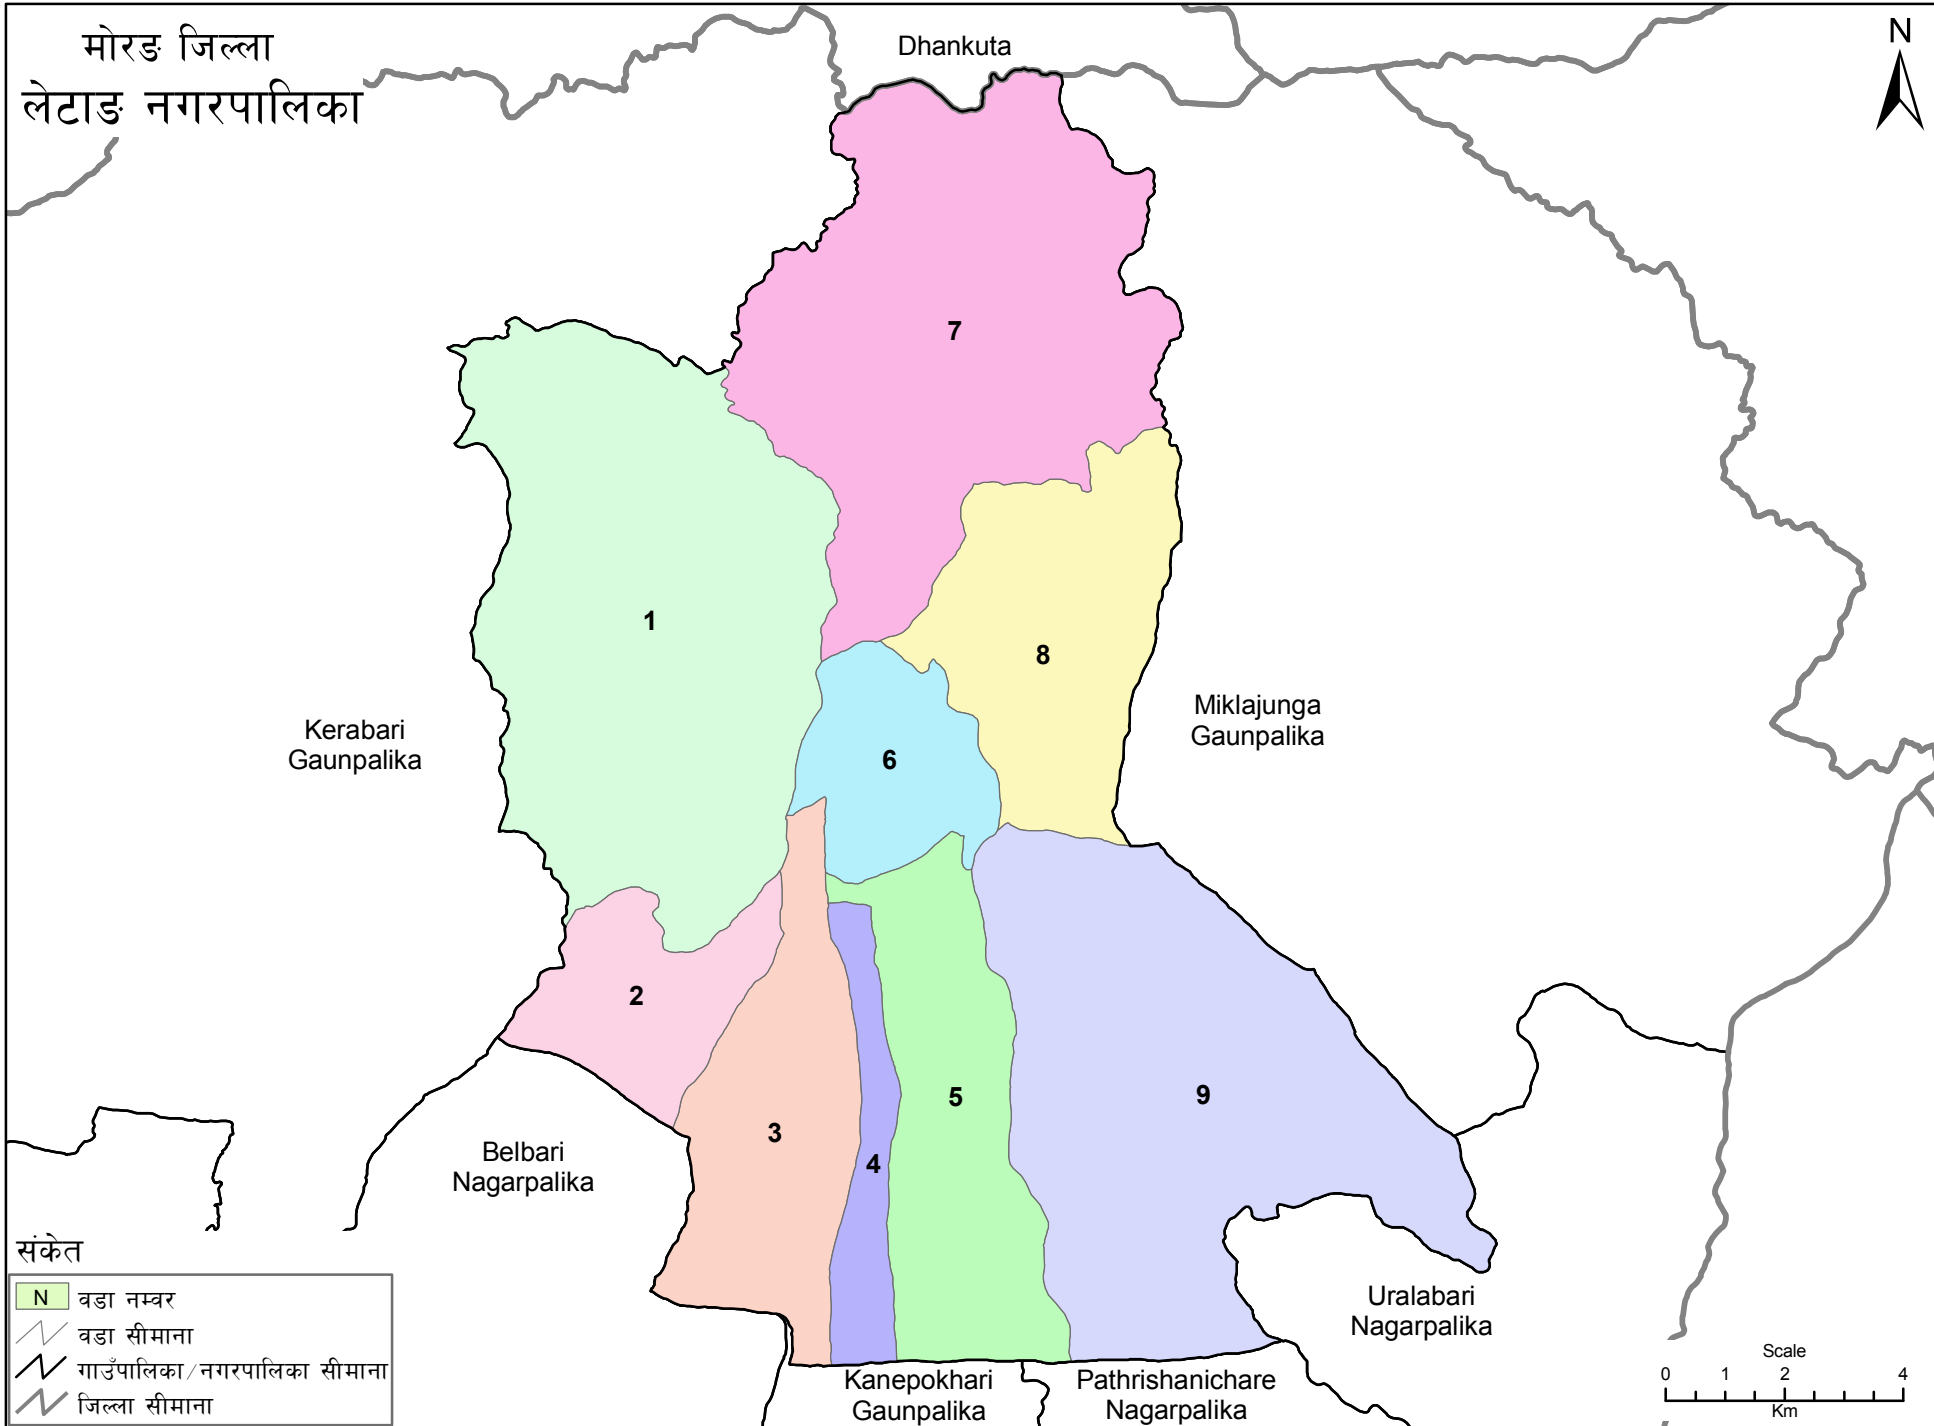 मोरङ जिल्ला
लेटाङ नगरपालिका
Dhankuta
N
7
1
8
Kerabari
Gaunpalika
Miklajunga
Gaunpalika
6
2
5
9
3
4
Belbari
Nagarpalika
संकेत
N वडा नम्वर
वडा सीमाना
गाउँपालिका/नगरपालिका सीमाना
जिल्ला सीमाना
Uralabari
Nagarpalika
Kanepokhari
Gaunpalika
Pathrishanichare
Nagarpalika
Scale
0 1 2 4
Km